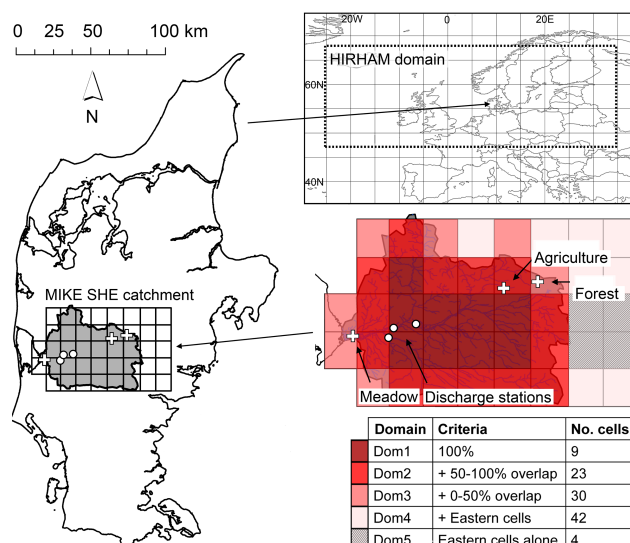 0 25 50 100 km
N
MIKE SHE catchment
20W 0 20E
HIRHAM domain
60N
40N
Agriculture
Forest
Meadow Discharge stations
Domain Criteria No. cells
Dom1 100% 9
Dom2 + 50-100% overlap 23
Dom3 + 0-50% overlap 30
Dom4 + Eastern cells 42
Dom5 Eastern cells alone 4